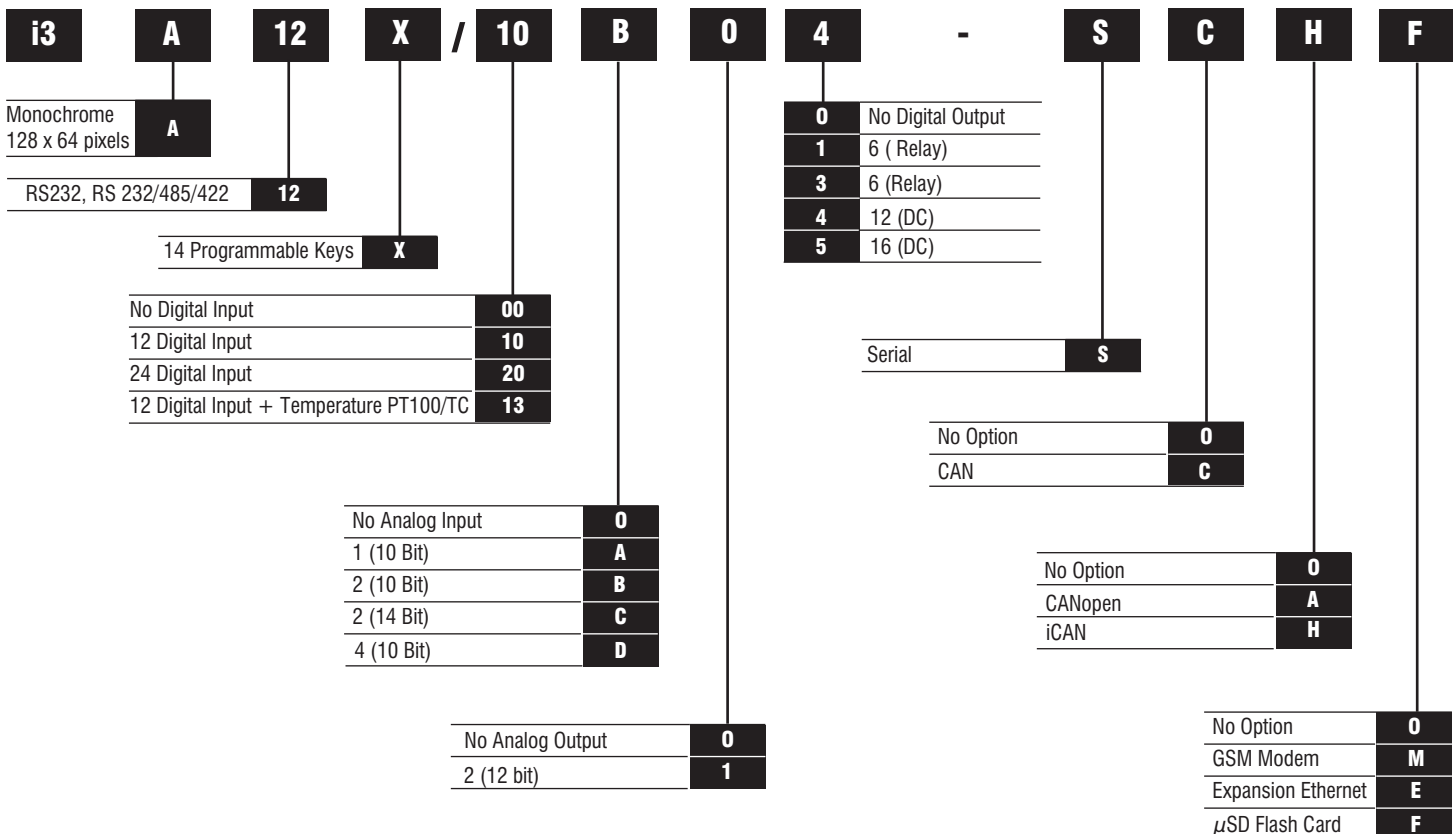 i3 A 12 X / 10 B 0 4 - S C H F
Monochrome
128 x 64 pixels A
RS232, RS 232/485/422 12
14 Programmable Keys X
No Digital Input 00
12 Digital Input 10
24 Digital Input 20
12 Digital Input + Temperature PT100/TC 13
No Analog Input 0
1 (10 Bit) A
2 (10 Bit) B
2 (14 Bit) C
4 (10 Bit) D
No Analog Output 0
2 (12 bit) 1
0 No Digital Output
1 6 ( Relay)
3 6 (Relay)
4 12 (DC)
5 16 (DC)
Serial S
No Option 0
CAN C
No Option 0
CANopen A
iCAN H
No Option 0
GSM Modem M
Expansion Ethernet E
µSD Flash Card F